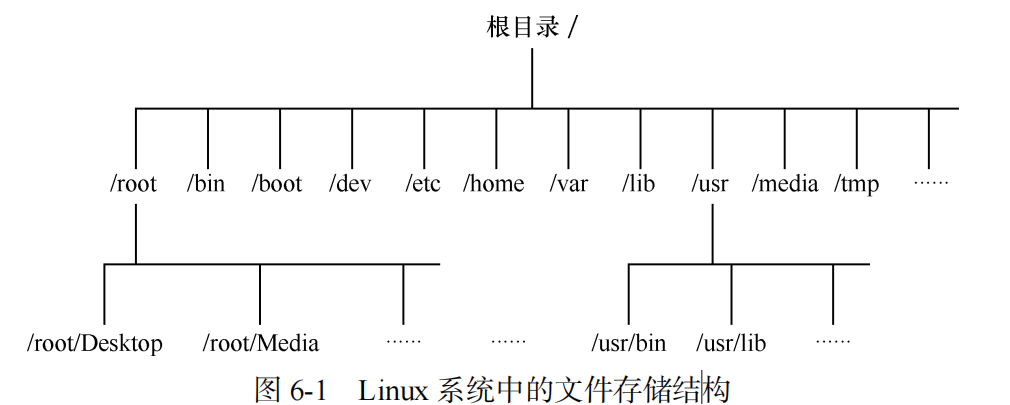 根目录 /
/root /bin /boot /dev /etc /home /var /lib /usr /media /tmp ……
/root/Desktop /root/Media …… …… /usr/bin /usr/lib ……
图 6-1 Linux 系统中的文件存储结构